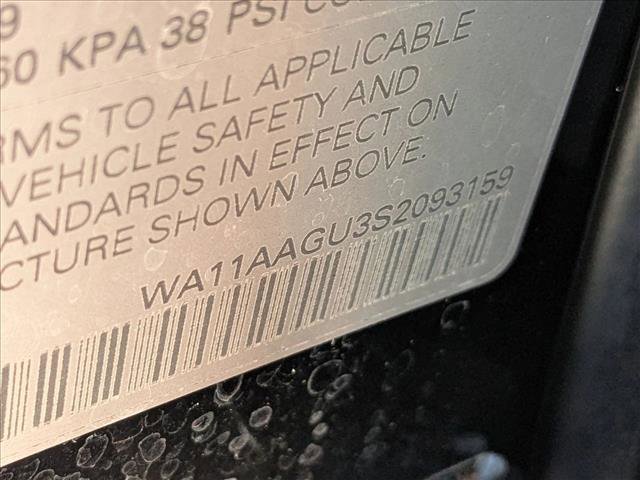 9
60 KPA 38 PSI
RMS TO ALL APPLICABLE
VEHICLE SAFETY AND
ANDARDS IN EFFECT ON
CTURE SHOWN ABOVE.
WA11AAGU3S2093159